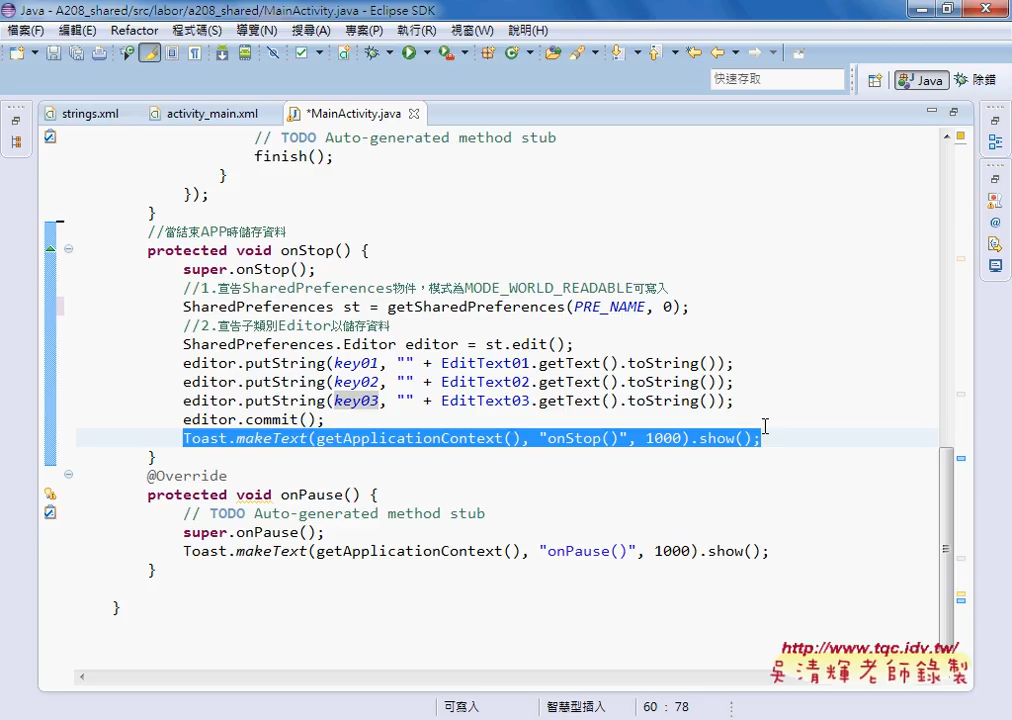 Java - A208_shared/src/labor/a208_shared/MainActivity.java - Eclipse SDK
檔案(F) 編輯(E) Refactor 程式碼(S) 導覽(N) 搜尋(A) 專案(P) 執行(R) 視窗(W) 說明(H)
快速存取 Java 除錯
strings.xml activity_main.xml *MainActivity.java
// TODO Auto-generated method stub
finish();
}
});
}
//當結束APP時儲存資料
protected void onStop() {
super.onStop();
//1.宣告SharedPreferences物件，模式為MODE_WORLD_READABLE可寫入
SharedPreferences st = getSharedPreferences(PRE_NAME, 0);
//2.宣告子類別Editor以儲存資料
SharedPreferences.Editor editor = st.edit();
editor.putString(key01, "" + EditText01.getText().toString());
editor.putString(key02, "" + EditText02.getText().toString());
editor.putString(key03, "" + EditText03.getText().toString());
editor.commit();
Toast.makeText(getApplicationContext(), "onStop()", 1000).show();
}
@Override
protected void onPause() {
// TODO Auto-generated method stub
super.onPause();
Toast.makeText(getApplicationContext(), "onPause()", 1000).show();
}
}
http://www.tqc.idv.tw/
吳清輝老師錄製
可寫入 智慧型插入 60 : 78